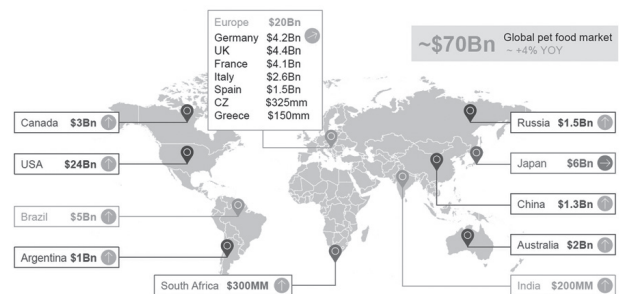 Europe $20Bn
Germany $4.2Bn
UK $4.4Bn
France $4.1Bn
Italy $2.6Bn
Spain $1.5Bn
CZ $325mm
Greece $150mm
~$70Bn Global pet food market
~ +4% YOY
Canada $3Bn
USA $24Bn
Brazil $5Bn
Argentina $1Bn
South Africa $300MM
Russia $1.5Bn
Japan $6Bn
China $1.3Bn
Australia $2Bn
India $200MM